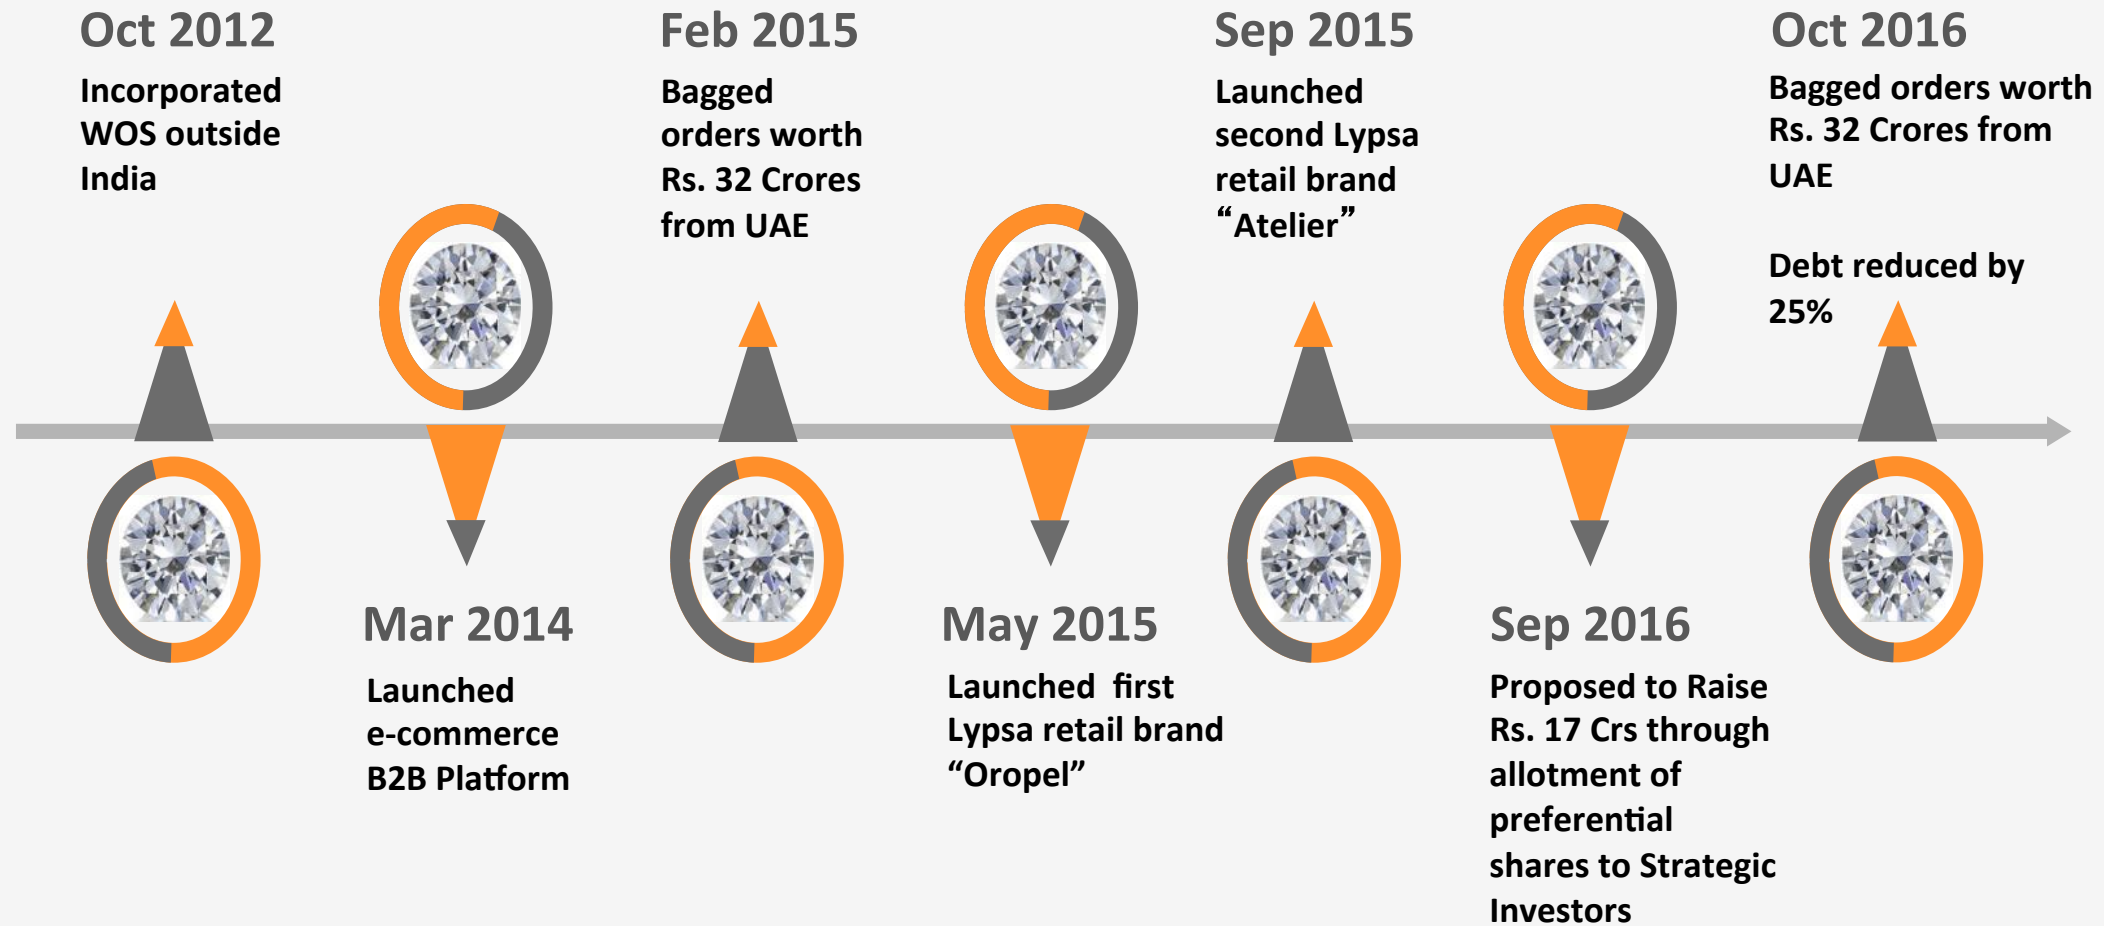 Oct 2012
Incorporated
WOS outside
India
Mar 2014
Launched
e-commerce
B2B Platform
Feb 2015
Bagged
orders worth
Rs. 32 Crores
from UAE
May 2015
Launched first
Lypsa retail brand
“Oropel”
Sep 2015
Launched
second Lypsa
retail brand
“Atelier”
Sep 2016
Proposed to Raise
Rs. 17 Crs through
allotment of
preferential
shares to Strategic
Investors
Oct 2016
Bagged orders worth
Rs. 32 Crores from
UAE
Debt reduced by
25%